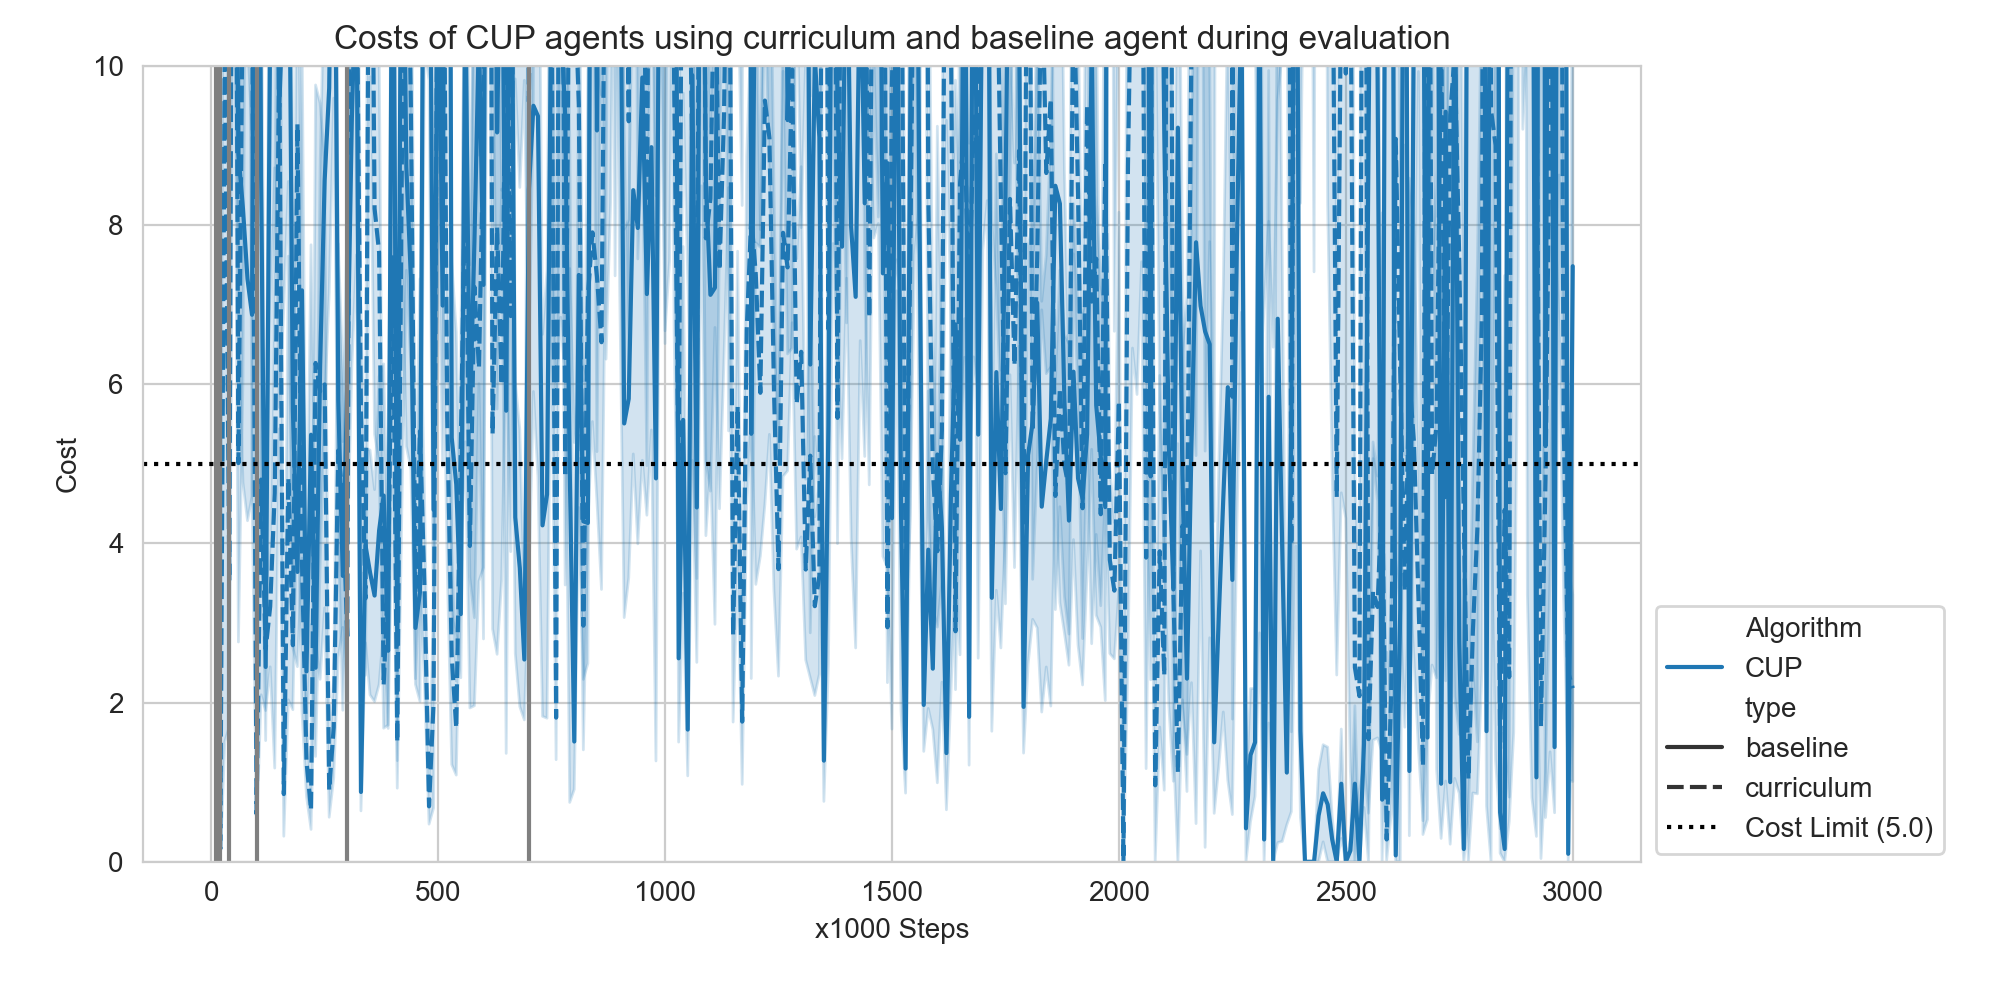 Costs of CUP agents using curriculum and baseline agent during evaluation
10
8
6
4
2
0
Cost
0 500 1000 1500 2000 2500 3000
x1000 Steps
Algorithm
CUP
type
baseline
curriculum
Cost Limit (5.0)